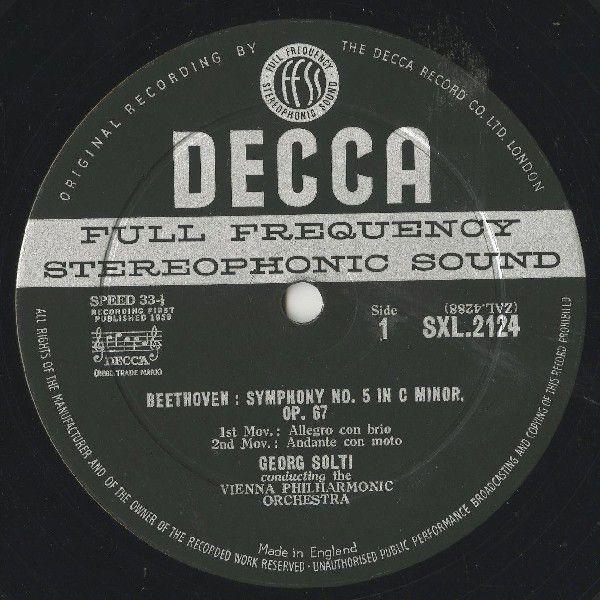 ORIGINAL RECORDING BY THE DECCA RECORD CO. LTD. LONDON
FULL FREQUENCY
FFSS
STEREOPHONIC SOUND
DECCA
FULL FREQUENCY
STEREOPHONIC SOUND
SPEED 33⅓
RECORDING FIRST
PUBLISHED 1959
DECCA
(REGD. TRADE MARK)
Side
1
(ZAL.4288)
SXL.2124
BEETHOVEN : SYMPHONY NO. 5 IN C MINOR,
OP. 67
1st Mov.: Allegro con brio
2nd Mov.: Andante con moto
GEORG SOLTI
conducting the
VIENNA PHILHARMONIC
ORCHESTRA
Made in England
ALL RIGHTS OF THE MANUFACTURER AND OF THE OWNER OF THE RECORDED WORK RESERVED · UNAUTHORISED PUBLIC PERFORMANCE BROADCASTING AND COPYING OF THIS RECORD PROHIBITED